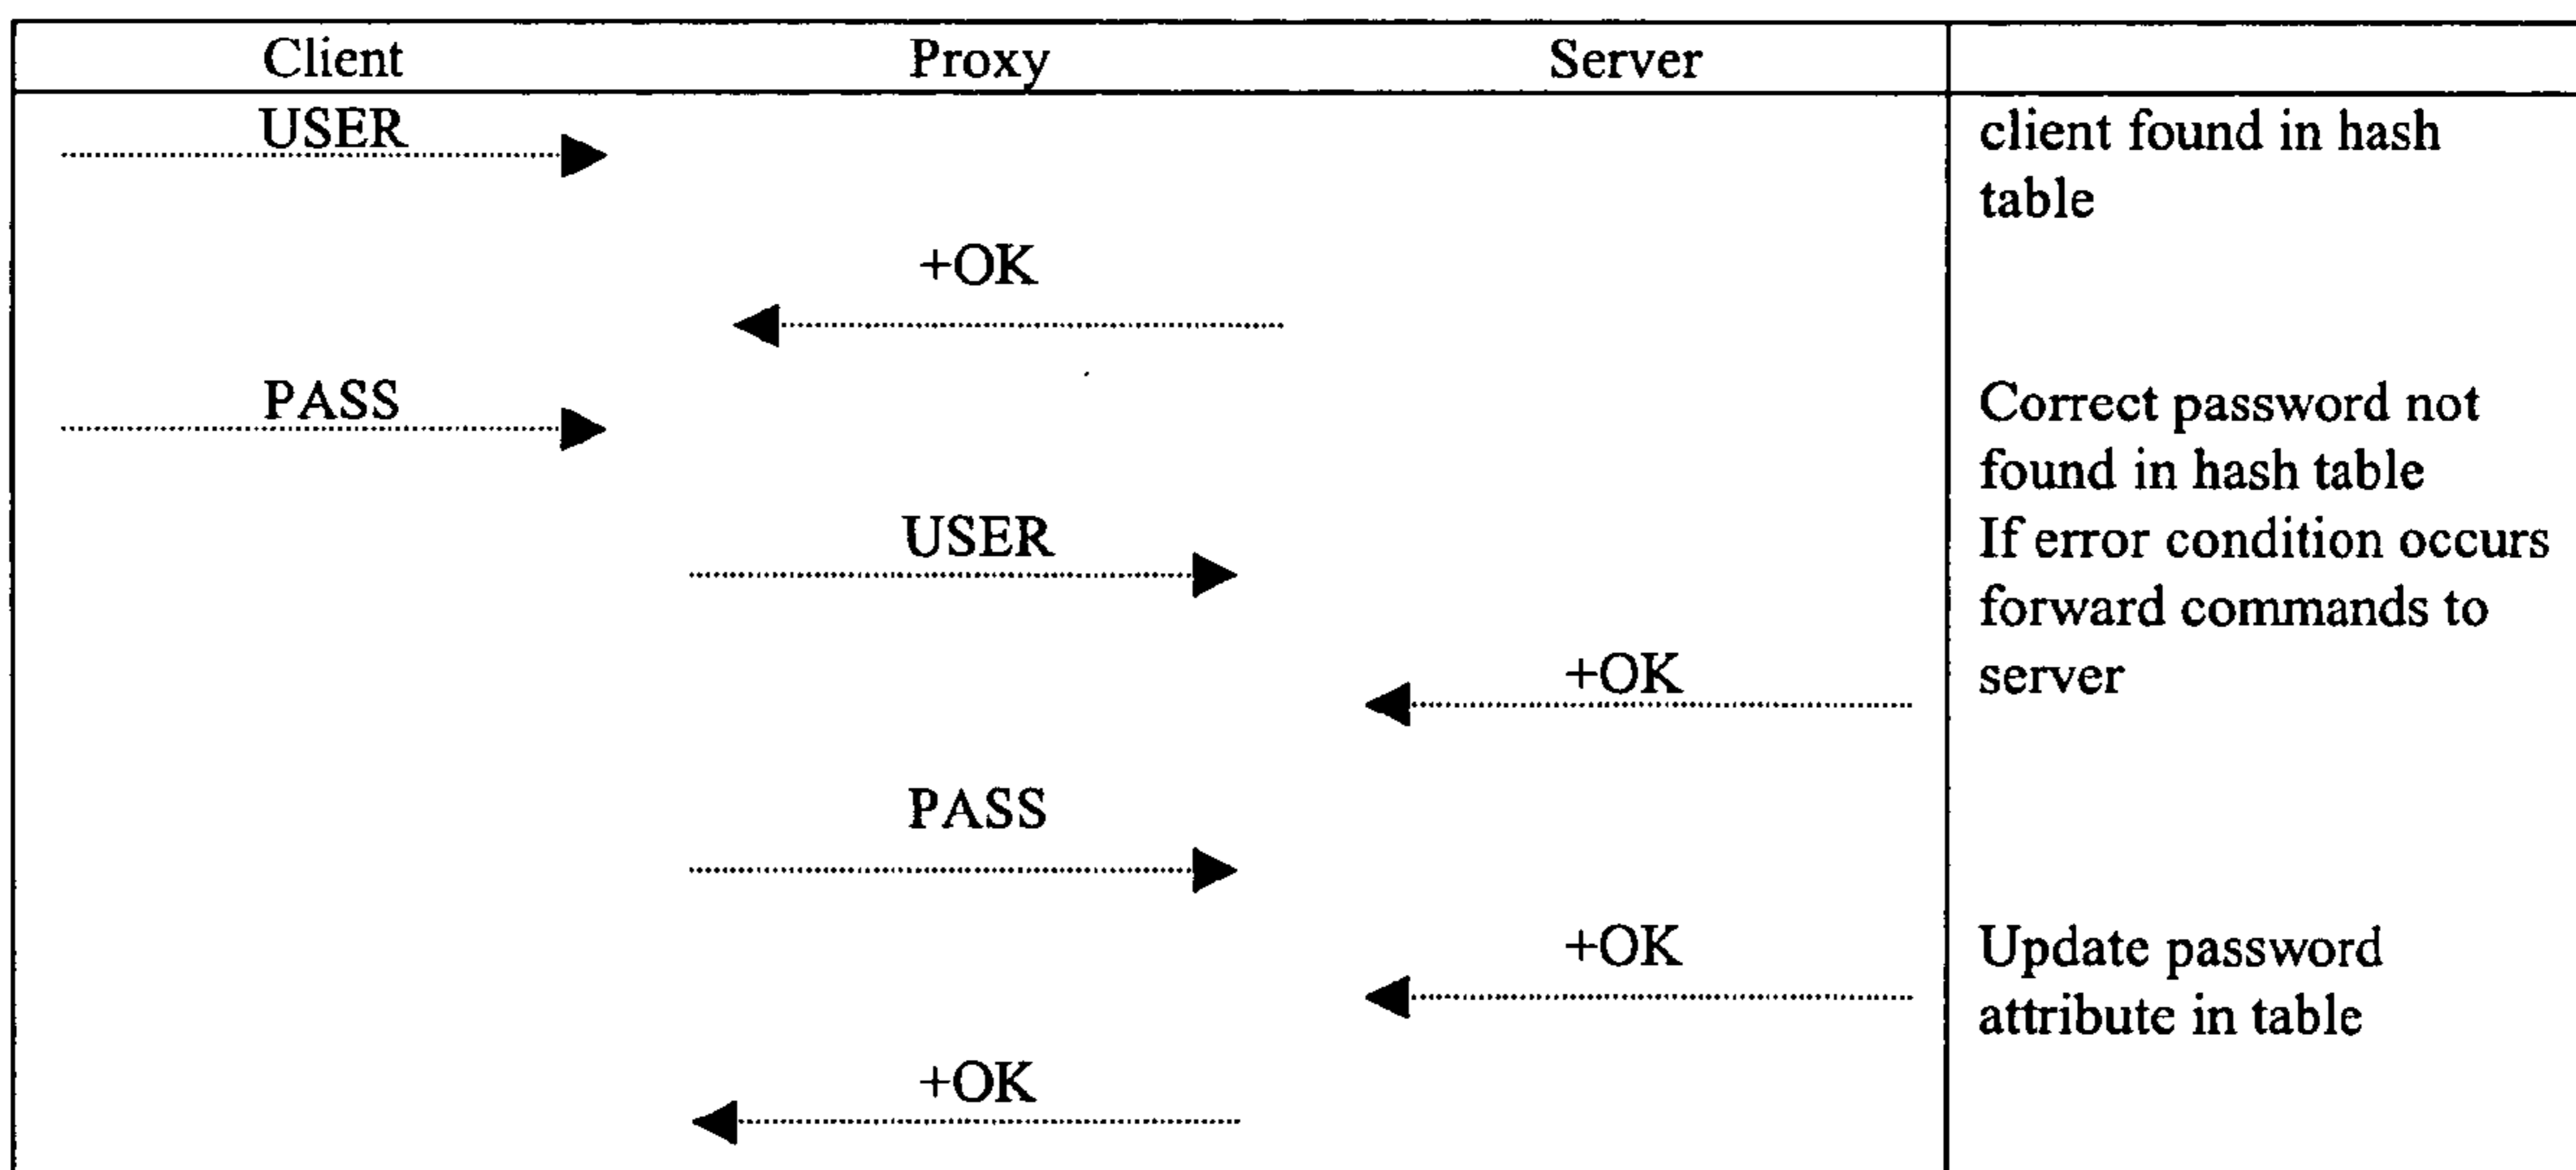 Client Proxy Server
USER
client found in hash
table
+OK
PASS
Correct password not
found in hash table
USER
If error condition occurs
forward commands to
+OK
server
PASS
+OK
Update password
attribute in table
+OK